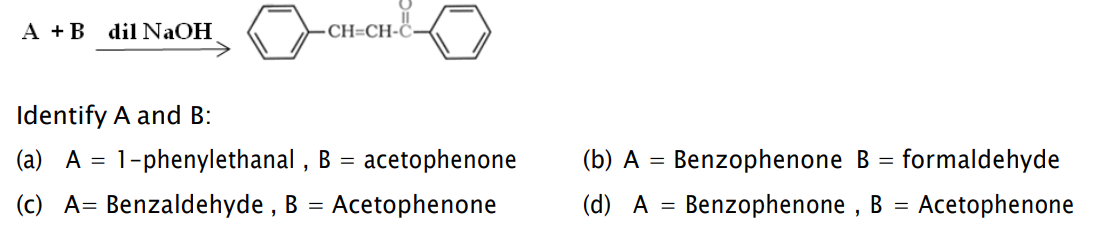 A + B dil NaOH CH=CH-C O
Identify A and B:
(a) A = 1-phenylethanal , B = acetophenone (b) A = Benzophenone B = formaldehyde
(c) A= Benzaldehyde , B = Acetophenone (d) A = Benzophenone , B = Acetophenone